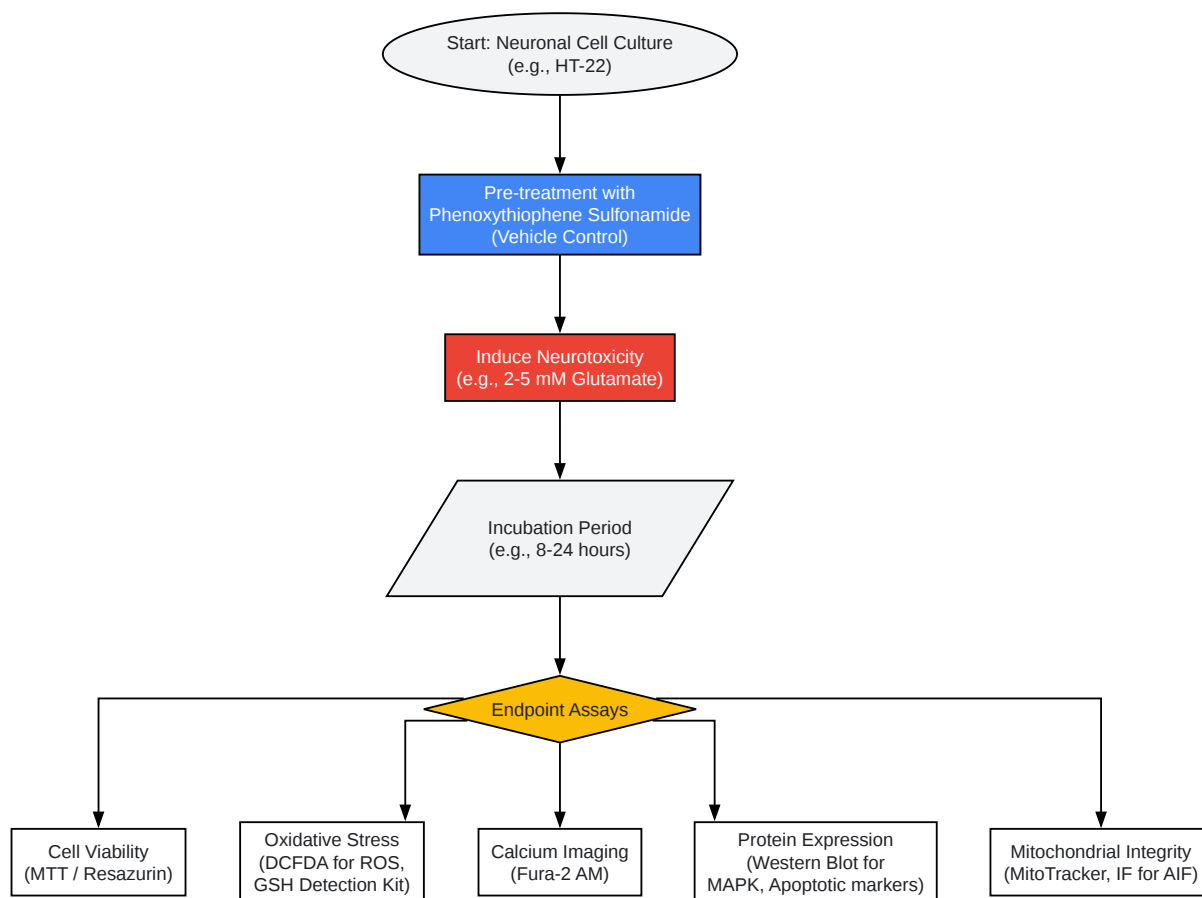 Start: Neuronal Cell Culture
(e.g., HT-22)
Pre-treatment with
Phenoxythiophene Sulfonamide
(Vehicle Control)
Induce Neurotoxicity
(e.g., 2-5 mM Glutamate)
Incubation Period
(e.g., 8-24 hours)
Endpoint Assays
Cell Viability
(MTT / Resazurin)
Oxidative Stress
(DCFDA for ROS,
GSH Detection Kit)
Calcium Imaging
(Fura-2 AM)
Protein Expression
(Western Blot for
MAPK, Apoptotic markers)
Mitochondrial Integrity
(MitoTracker, IF for AIF)